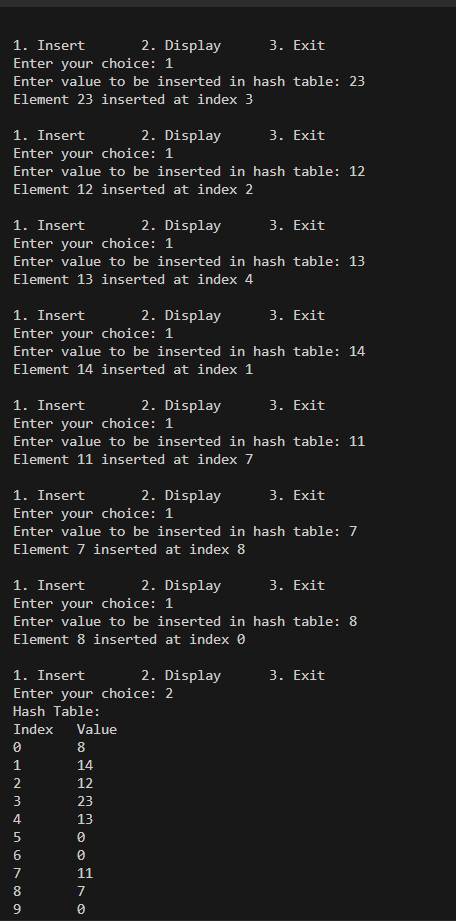 1. Insert       2. Display      3. Exit
Enter your choice: 1
Enter value to be inserted in hash table: 23
Element 23 inserted at index 3
1. Insert       2. Display      3. Exit
Enter your choice: 1
Enter value to be inserted in hash table: 12
Element 12 inserted at index 2
1. Insert       2. Display      3. Exit
Enter your choice: 1
Enter value to be inserted in hash table: 13
Element 13 inserted at index 4
1. Insert       2. Display      3. Exit
Enter your choice: 1
Enter value to be inserted in hash table: 14
Element 14 inserted at index 1
1. Insert       2. Display      3. Exit
Enter your choice: 1
Enter value to be inserted in hash table: 11
Element 11 inserted at index 7
1. Insert       2. Display      3. Exit
Enter your choice: 1
Enter value to be inserted in hash table: 7
Element 7 inserted at index 8
1. Insert       2. Display      3. Exit
Enter your choice: 1
Enter value to be inserted in hash table: 8
Element 8 inserted at index 0
1. Insert       2. Display      3. Exit
Enter your choice: 2
Hash Table:
Index   Value
0       8
1       14
2       12
3       23
4       13
5       0
6       0
7       11
8       7
9       0